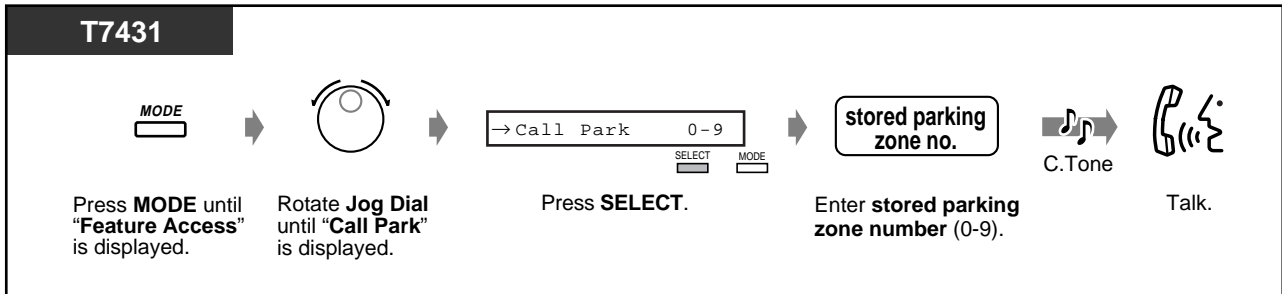 T7431
MODE
→Call Park 0-9
SELECT MODE
stored parking
zone no.
C.Tone
Press MODE until
“Feature Access”
is displayed.
Rotate Jog Dial
until “Call Park”
is displayed.
Press SELECT.
Enter stored parking
zone number (0-9).
Talk.